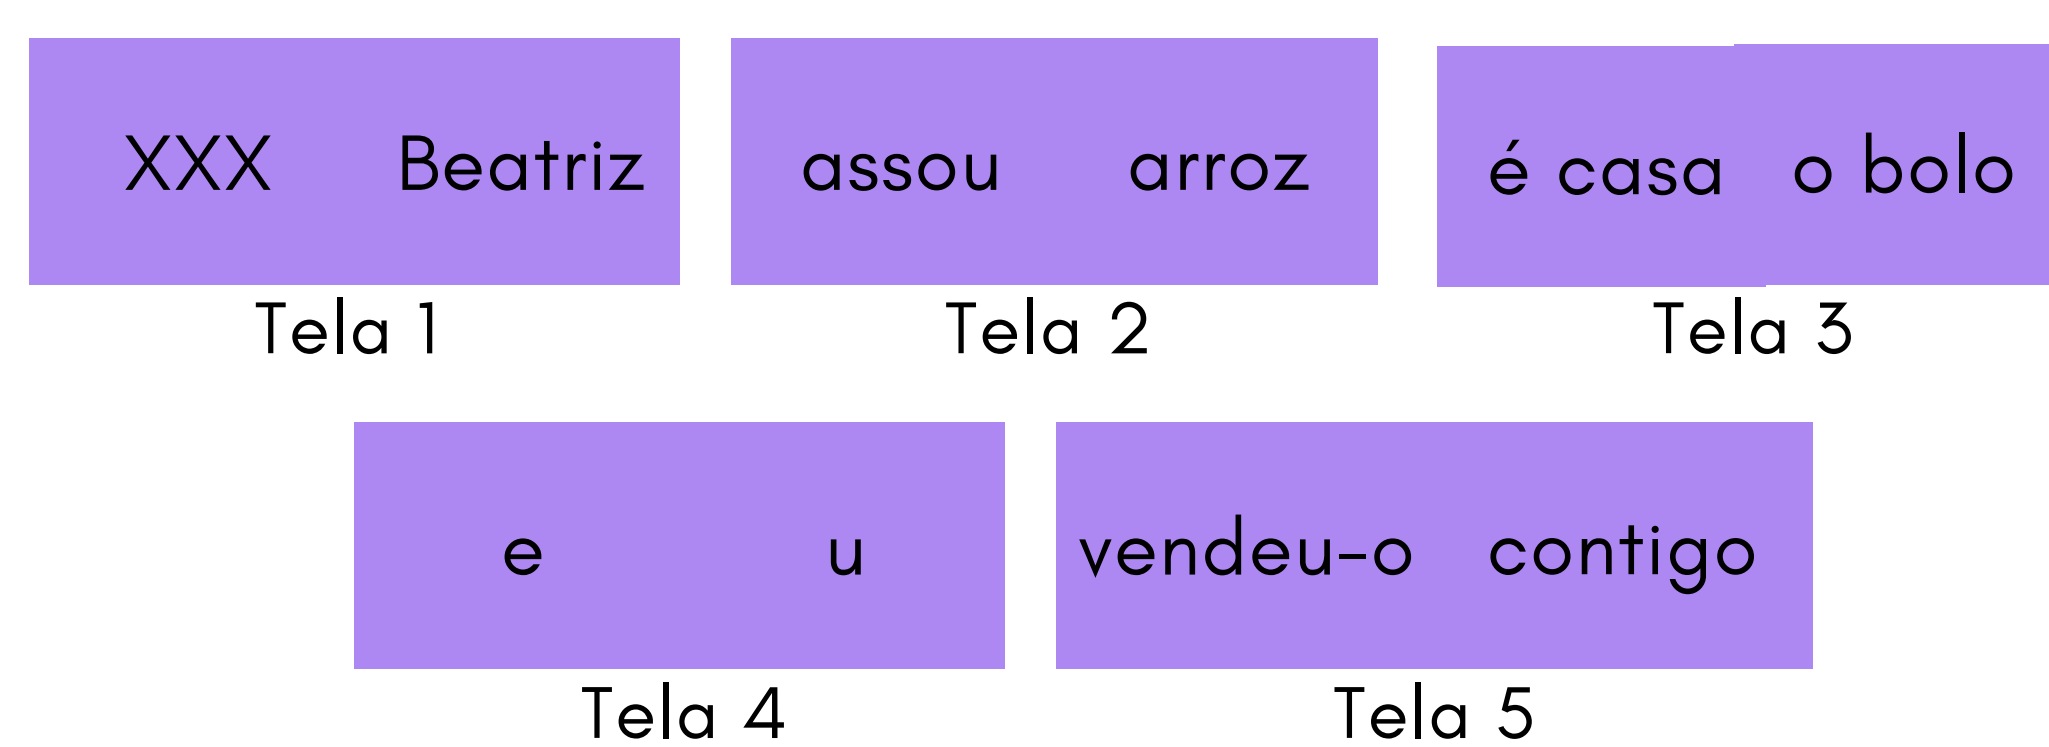 XXX Beatriz
assou arroz
é casa o bolo
Tela 1
Tela 2
Tela 3
e u
vendeu-o contigo
Tela 4
Tela 5